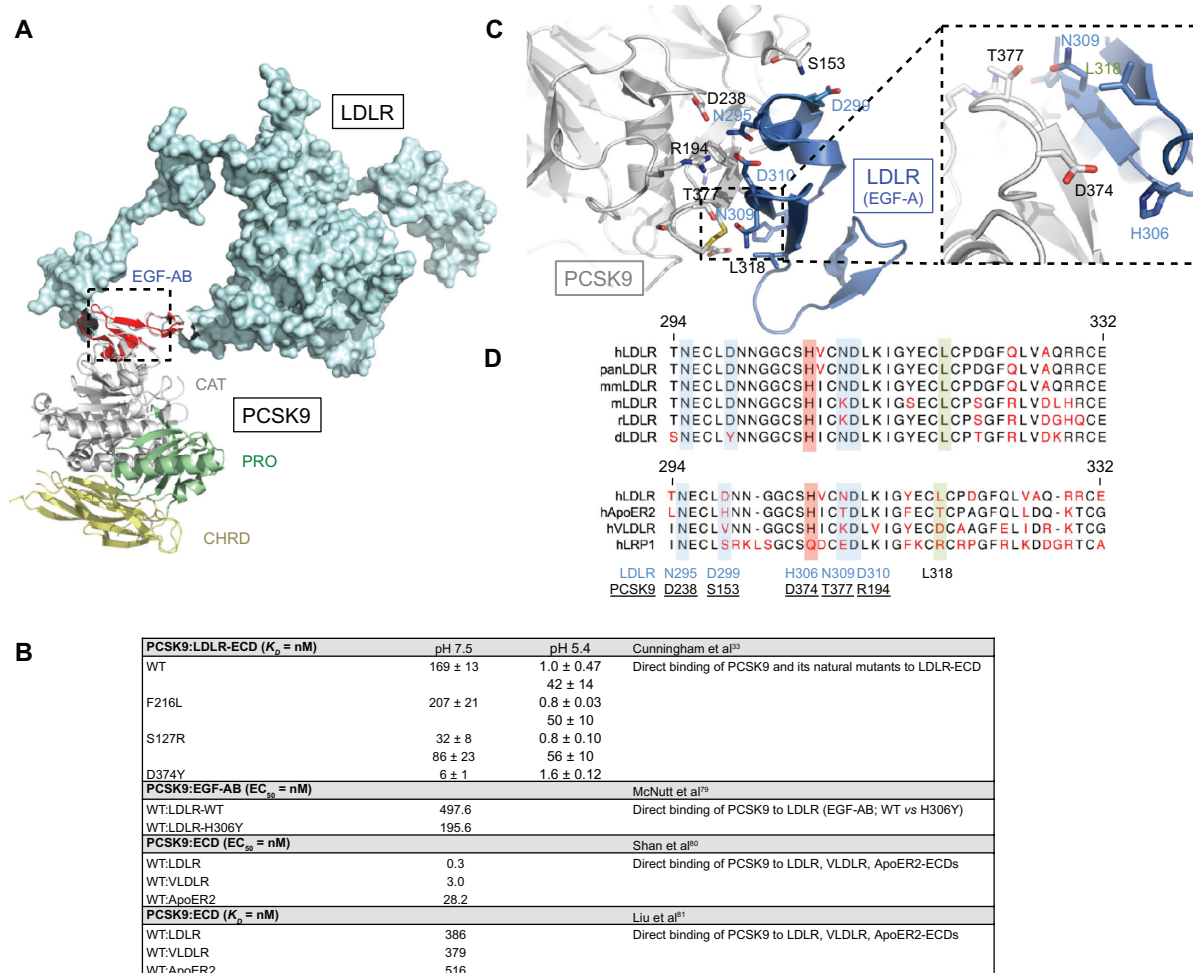 A
LDLR
EGF-AB
CAT
PCSK9
PRO
CHRD
C
S153
D238
D299
N295
R194
D310
T377
N309
L318
LDLR
(EGF-A)
PCSK9
T377
N309
L318
D374
H306
D
294 332
hLDLR TNECLDNNGGCSHVCNDLKIGYECLCPDGFQLVAQRRCE
panLDLR TNECLDNNGGCSHVCNDLKIGYECLCPDGFQLVAQRRCE
mmLDLR TNECLDNNGGCSHICNDLKIGYECLCPDGFQLVAQRRCE
mLDLR TNECLDNNGGCSHICKDLKIGSECLCPSGFRLVDLHRCE
rLDLR TNECLDNNGGCSHICKDLKIGYECLCPSGFRLVDGHQCE
dLDLR SNECLYNNGGCSHICNDLKIGYECLCPTGFRLVDKRRCE
294 332
hLDLR TNECLDNN-GGCSHVCNDLKIGYECLCPDGFQLVAQ-RRCE
hApoER2 LNECLHNN-GGCSHICTDLKIGFECTCPAGFQLLDQ-KTCG
hVLDLR INECLVNN-GGCSHICKDLVIGYECDCAAGFELIDR-KTCG
hLRP1 INECLSRKLSGCSQDCEDLKIGFKCRCRPGFRLKDDGRTCA
LDLR N295 D299 H306 N309 D310 L318
PCSK9 D238 S153 D374 T377 R194
B
PCSK9:LDLR-ECD (K_D = nM) pH 7.5 pH 5.4 Cunningham et al³³
WT 169 ± 13 1.0 ± 0.47 Direct binding of PCSK9 and its natural mutants to LDLR-ECD
42 ± 14
F216L 207 ± 21 0.8 ± 0.03
50 ± 10
S127R 32 ± 8 0.8 ± 0.10
86 ± 23 56 ± 10
D374Y 6 ± 1 1.6 ± 0.12
PCSK9:EGF-AB (EC₅₀ = nM) McNutt et al⁷⁹
WT:LDLR-WT 497.6 Direct binding of PCSK9 to LDLR (EGF-AB; WT vs H306Y)
WT:LDLR-H306Y 195.6
PCSK9:ECD (EC₅₀ = nM) Shan et al⁸⁰
WT:LDLR 0.3 Direct binding of PCSK9 to LDLR, VLDLR, ApoER2-ECDs
WT:VLDLR 3.0
WT:ApoER2 28.2
PCSK9:ECD (K_D = nM) Liu et al⁸¹
WT:LDLR 386 Direct binding of PCSK9 to LDLR, VLDLR, ApoER2-ECDs
WT:VLDLR 379
WT:ApoER2 516